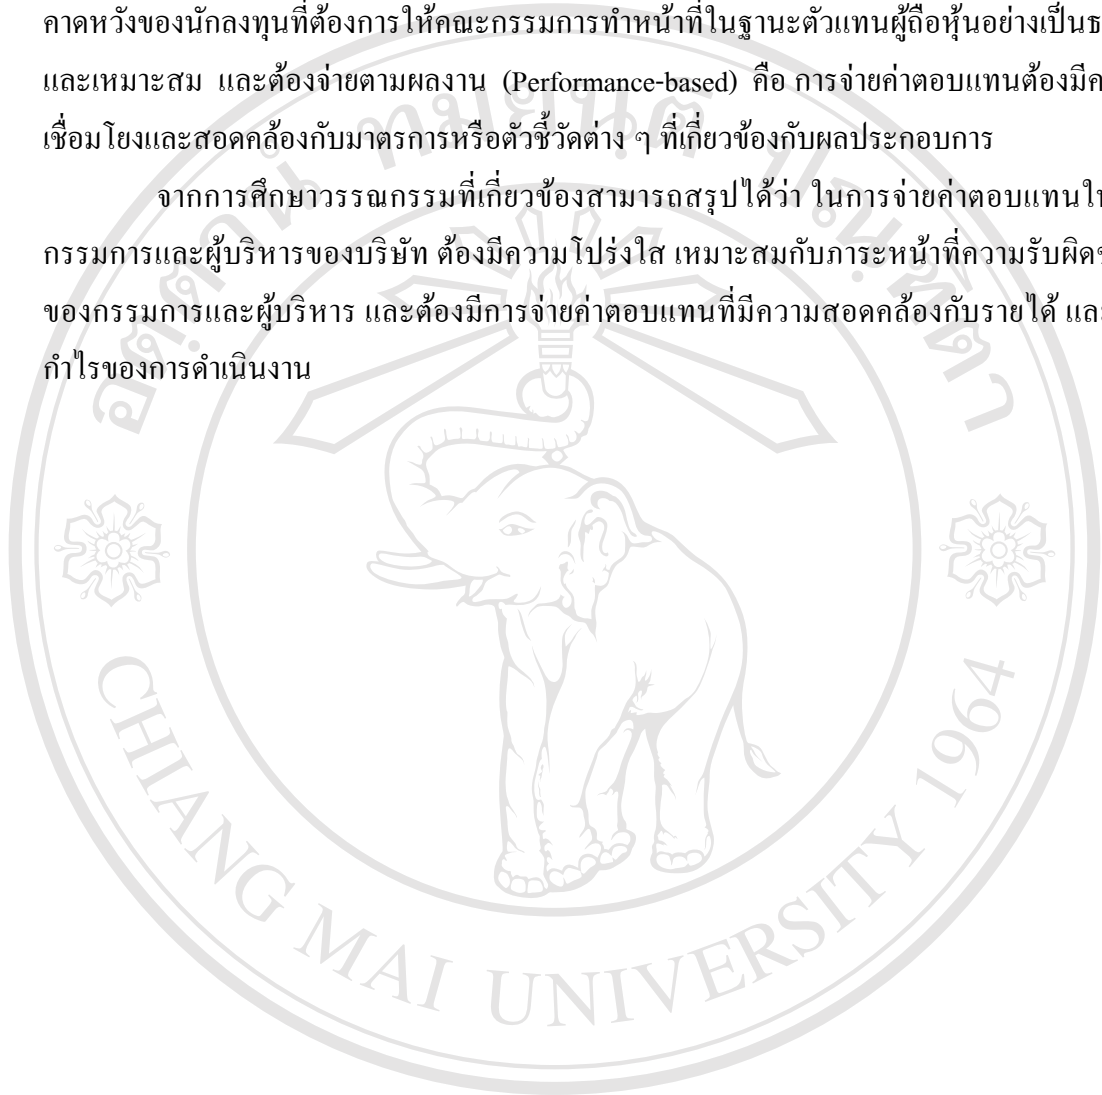 คาดหวังของนักลงทุนที่ต้องการให้คณะกรรมการทำหน้าที่ในฐานะตัวแทนผู้ถือหุ้นอย่างเป็นธ
และเหมาะสม และต้องจ่ายตามผลงาน (Performance-based) คือ การจ่ายค่าตอบแทนต้องมีค
เชื่อมโยงและสอดคล้องกับมาตรการหรือตัวชี้วัดต่าง ๆ ที่เกี่ยวข้องกับผลประกอบการ
จากการศึกษาวรรณกรรมที่เกี่ยวข้องสามารถสรุปได้ว่า ในการจ่ายค่าตอบแทนให
กรรมการและผู้บริหารของบริษัท ต้องมีความโปร่งใส เหมาะสมกับภาระหน้าที่ความรับผิดช
ของกรรมการและผู้บริหาร และต้องมีการจ่ายค่าตอบแทนที่มีความสอดคล้องกับรายได้ และ
กำไรของการดำเนินงาน
อตฺตานํ ทมยนฺติ ปณฺฑิตา
CHIANG MAI UNIVERSITY 1964